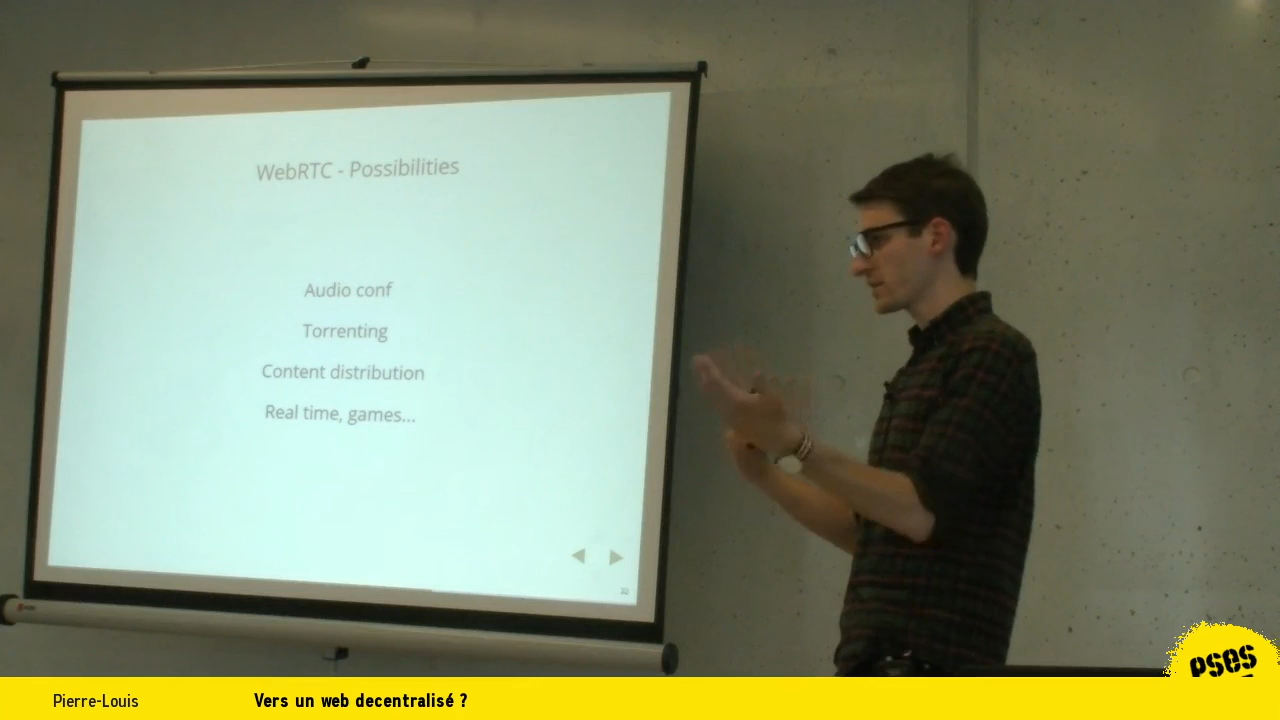 WebRTC - Possibilities
Audio conf
Torrenting
Content distribution
Real time, games...
32
PSES
Pierre-Louis
Vers un web decentralisé ?